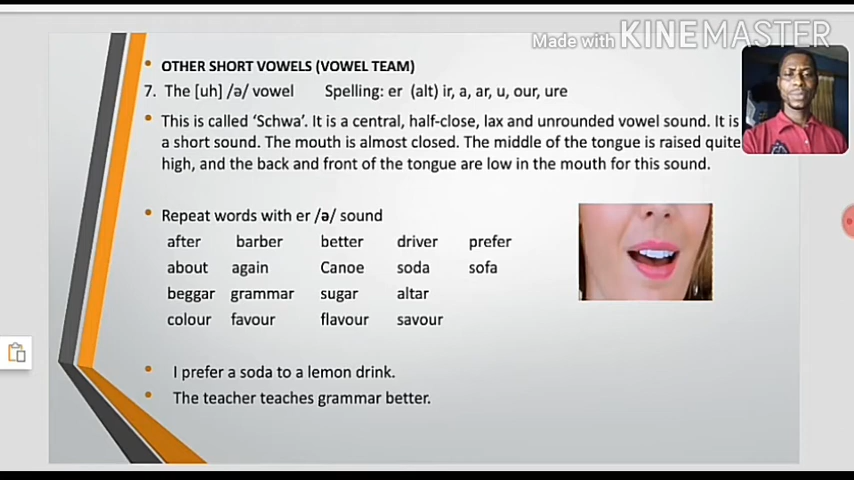 Made with KINEMASTER
OTHER SHORT VOWELS (VOWEL TEAM)
7. The [uh] /ə/ vowel Spelling: er (alt) ir, a, ar, u, our, ure
This is called ‘Schwa’. It is a central, half-close, lax and unrounded vowel sound. It is
a short sound. The mouth is almost closed. The middle of the tongue is raised quite
high, and the back and front of the tongue are low in the mouth for this sound.
Repeat words with er /ə/ sound
after barber better driver prefer
about again Canoe soda sofa
beggar grammar sugar altar
colour favour flavour savour
I prefer a soda to a lemon drink.
The teacher teaches grammar better.